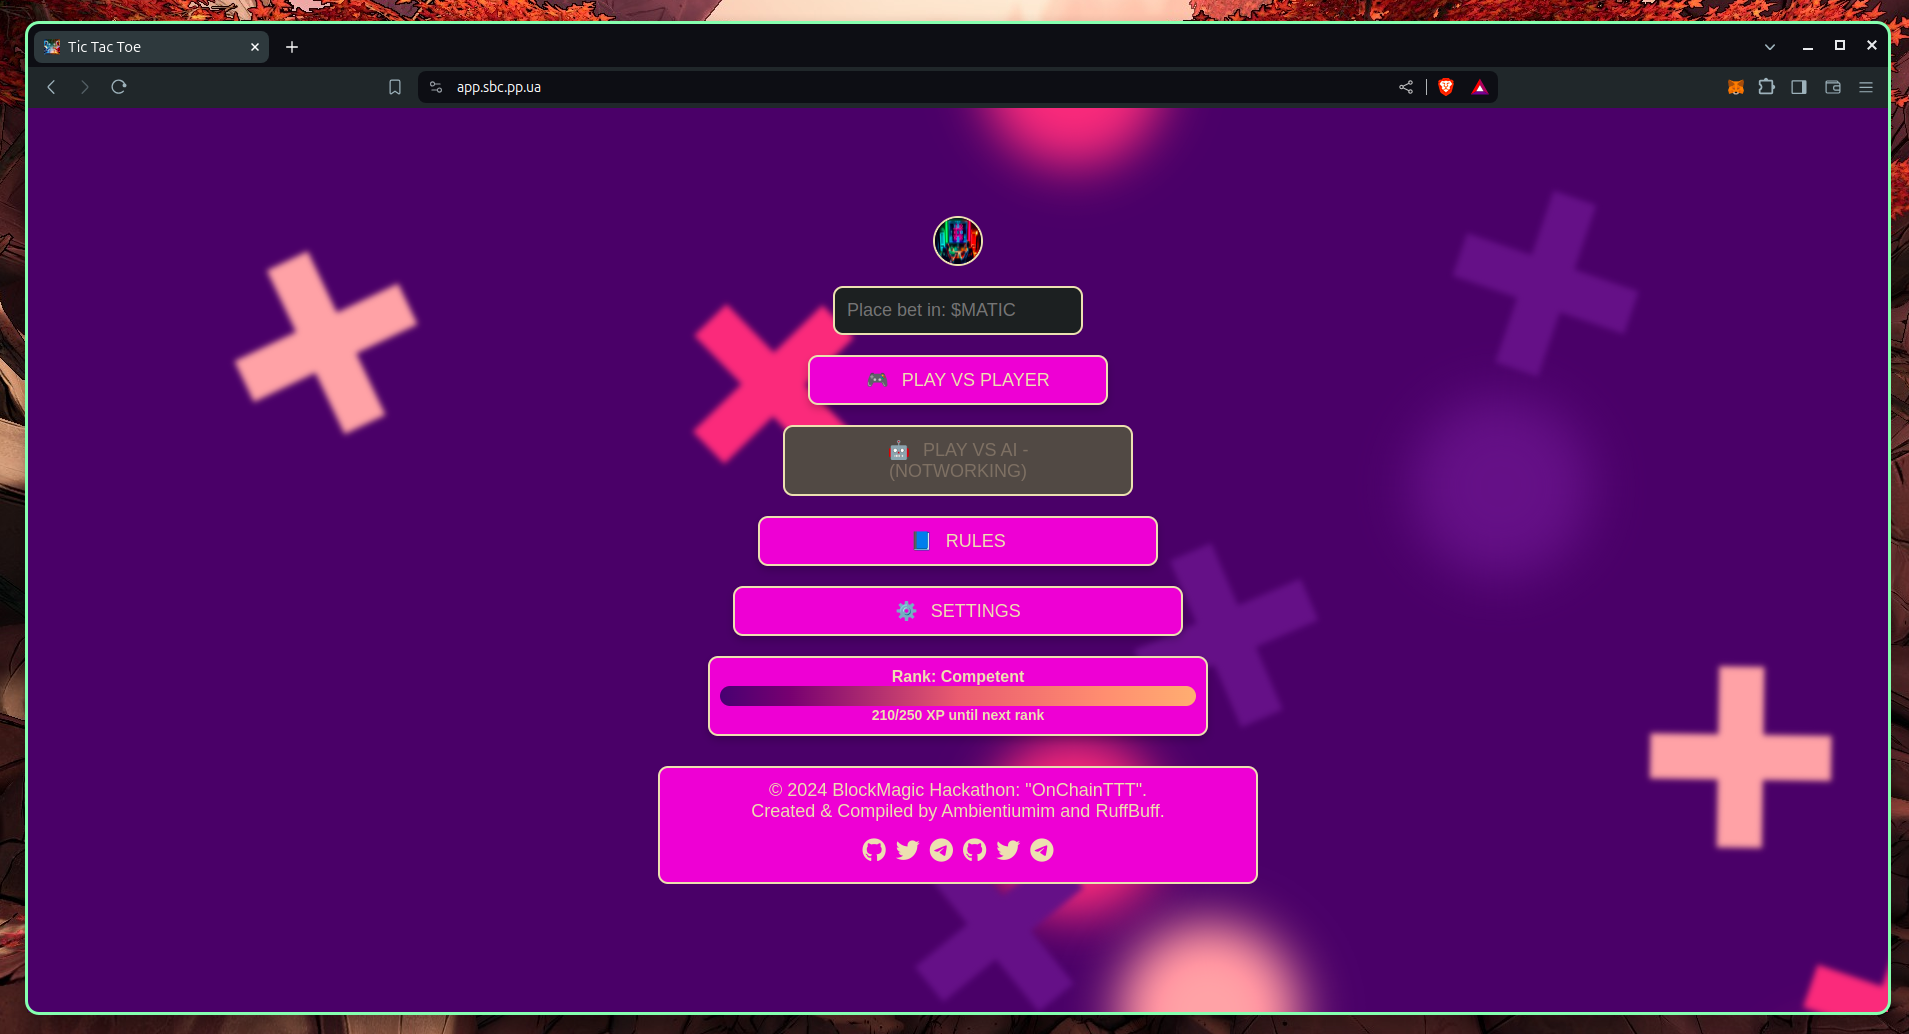 Tic Tac Toe
app.sbc.pp.ua
Place bet in: $MATIC
PLAY VS PLAYER
PLAY VS AI -
(NOTWORKING)
RULES
SETTINGS
Rank: Competent
210/250 XP until next rank
© 2024 BlockMagic Hackathon: "OnChainTTT".
Created & Compiled by Ambientiumim and RuffBuff.